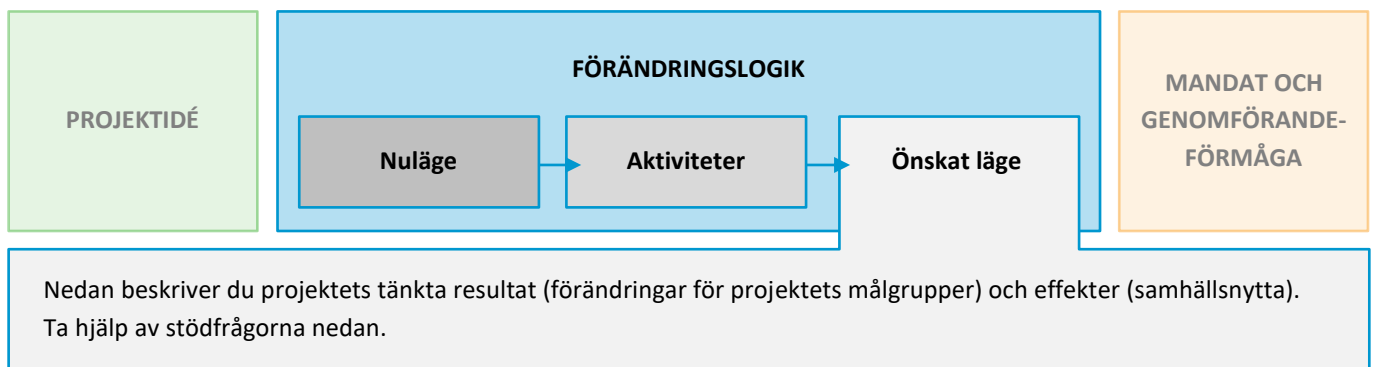 PROJEKTIDÉ
FÖRÄNDRINGSLOGIK
Nuläge
Aktiviteter
Önskat läge
MANDAT OCH
GENOMFÖRANDE-
FÖRMÅGA
Nedan beskriver du projektets tänkta resultat (förändringar för projektets målgrupper) och effekter (samhällsnytta).
Ta hjälp av stödfrågorna nedan.